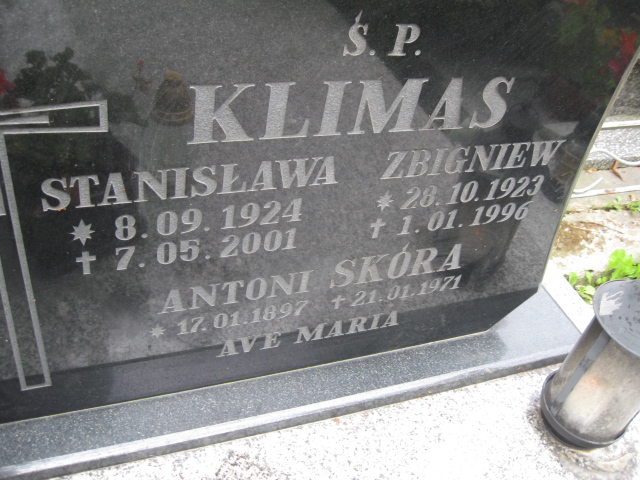 Ś. P.
KLIMAS
STANISŁAWA ZBIGNIEW
* 8.09.1924 * 28.10.1923
† 7.05.2001 † 1.01.1996
ANTONI SKÓRA
* 17.01.1897 † 21.01.1971
AVE MARIA